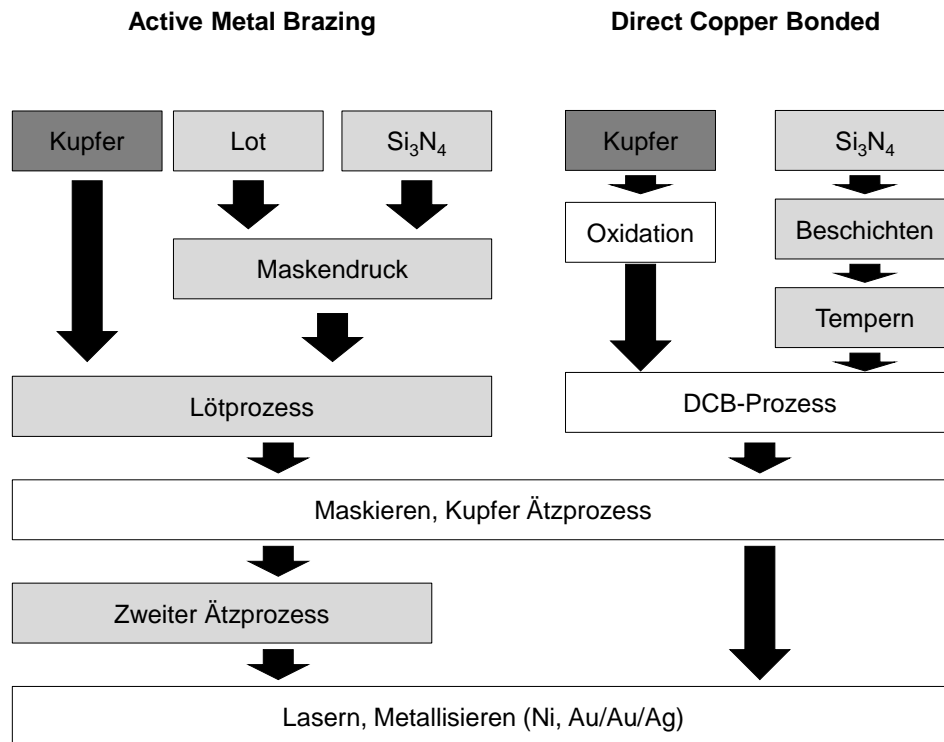 Active Metal Brazing
Direct Copper Bonded
Kupfer
Lot
Si₃N₄
Kupfer
Si₃N₄
Oxidation
Beschichten
Maskendruck
Tempern
Lötprozess
DCB-Prozess
Maskieren, Kupfer Ätzprozess
Zweiter Ätzprozess
Lasern, Metallisieren (Ni, Au/Au/Ag)